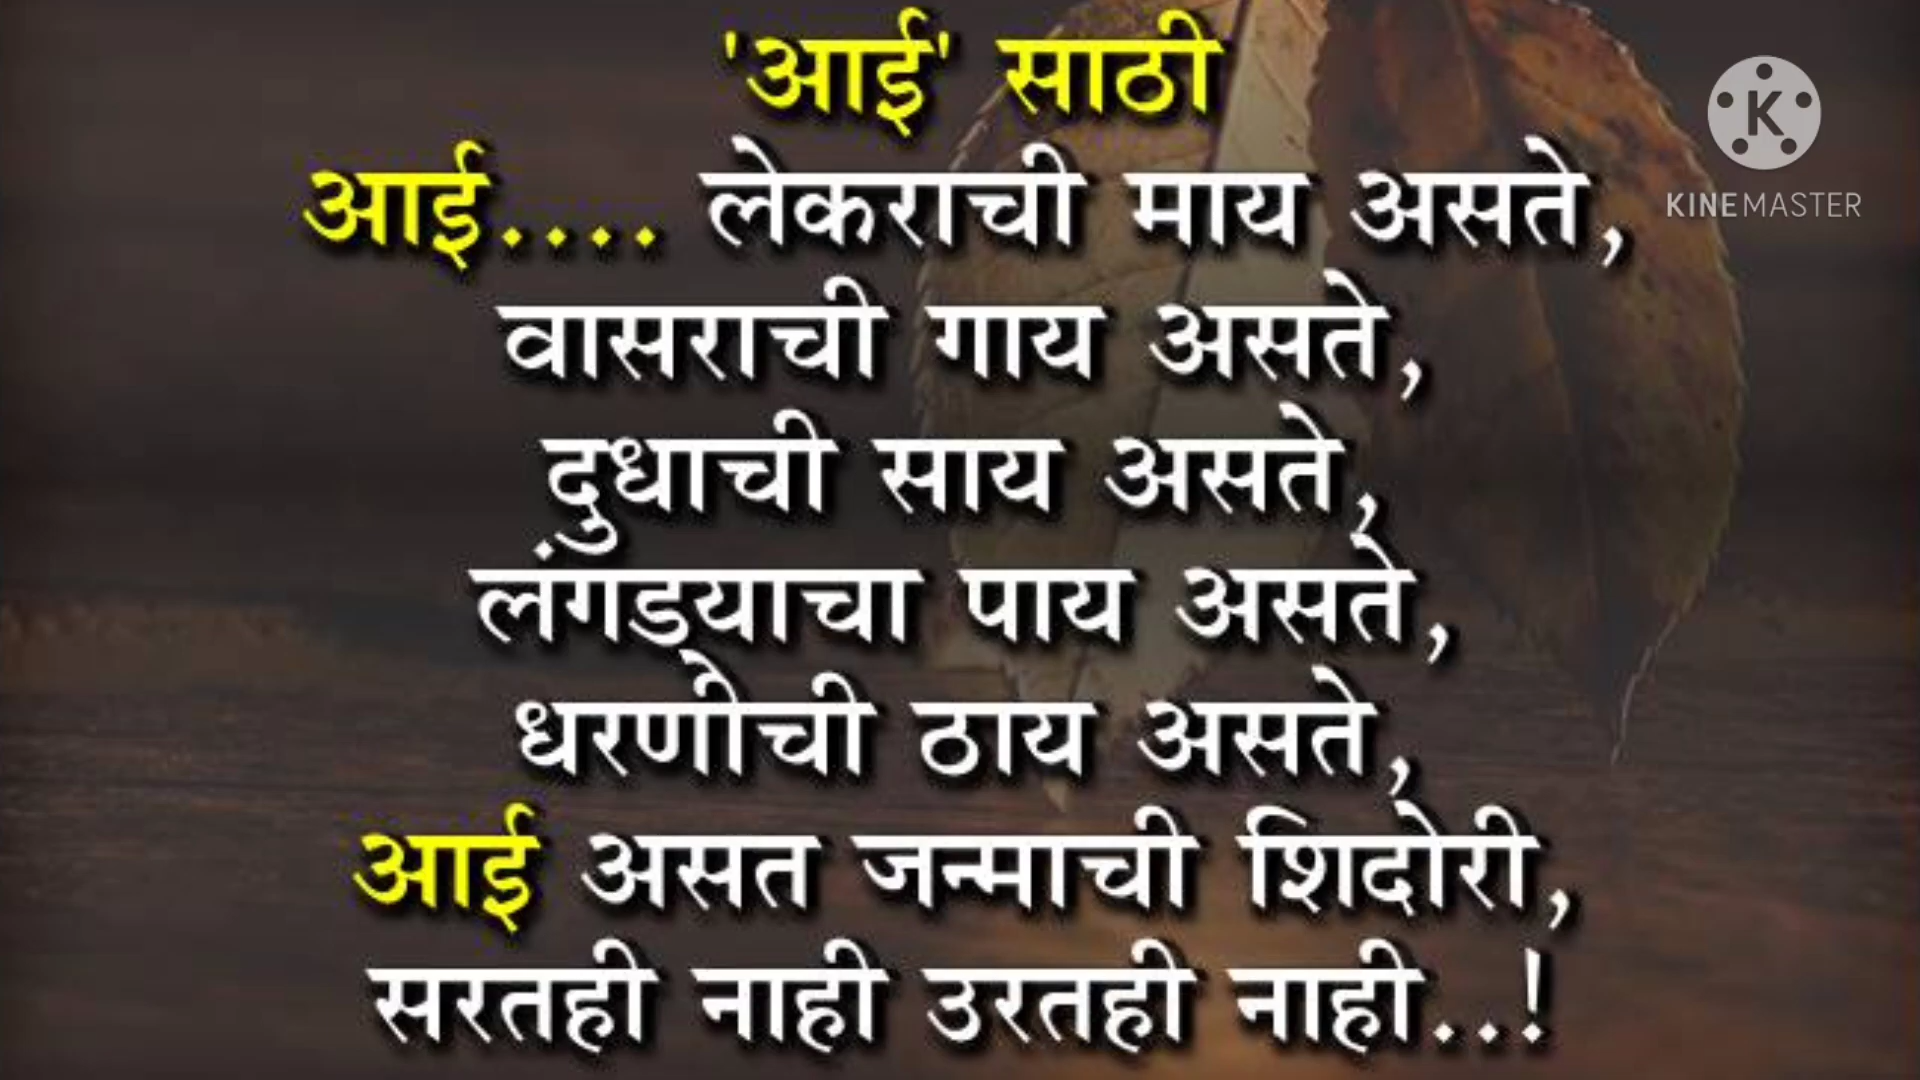 'आई' साठी
आई.... लेकराची माय असते,
वासराची गाय असते,
दुधाची साय असते,
लंगड्याचा पाय असते,
धरणीची ठाय असते,
आई असत जन्माची शिदोरी,
सरतही नाही उरतही नाही..!
K
KINEMASTER